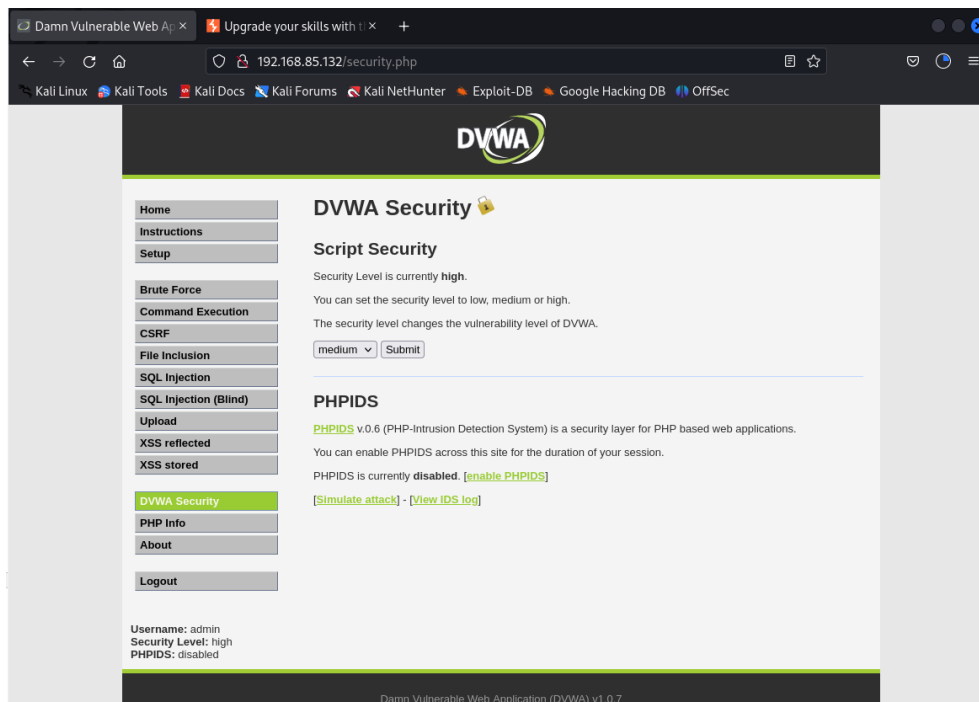 Damn Vulnerable Web Ap
Upgrade your skills with t
192.168.85.132/security.php
Kali Linux Kali Tools Kali Docs Kali Forums Kali NetHunter Exploit-DB Google Hacking DB OffSec
DVWA
Home
Instructions
Setup
Brute Force
Command Execution
CSRF
File Inclusion
SQL Injection
SQL Injection (Blind)
Upload
XSS reflected
XSS stored
DVWA Security
PHP Info
About
Logout
Username: admin
Security Level: high
PHPIDS: disabled
DVWA Security
Script Security
Security Level is currently high.
You can set the security level to low, medium or high.
The security level changes the vulnerability level of DVWA.
medium Submit
PHPIDS
PHPIDS v.0.6 (PHP-Intrusion Detection System) is a security layer for PHP based web applications.
You can enable PHPIDS across this site for the duration of your session.
PHPIDS is currently disabled. [enable PHPIDS]
[Simulate attack] - [View IDS log]
Damn Vulnerable Web Application (DVWA) v1.0.7